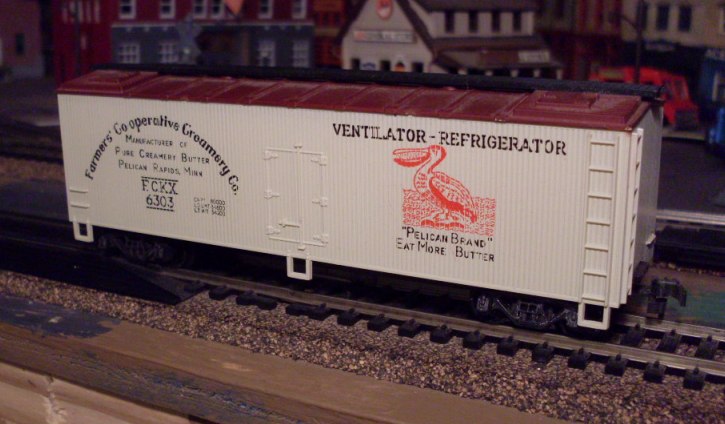 Farmers' Co-operative Creamery Co.
MANUFACTURER OF
PURE CREAMERY BUTTER
PELICAN RAPIDS, MINN
F.C.K.X
6303
VENTILATOR - REFRIGERATOR
"PELICAN BRAND"
EAT MORE BUTTER